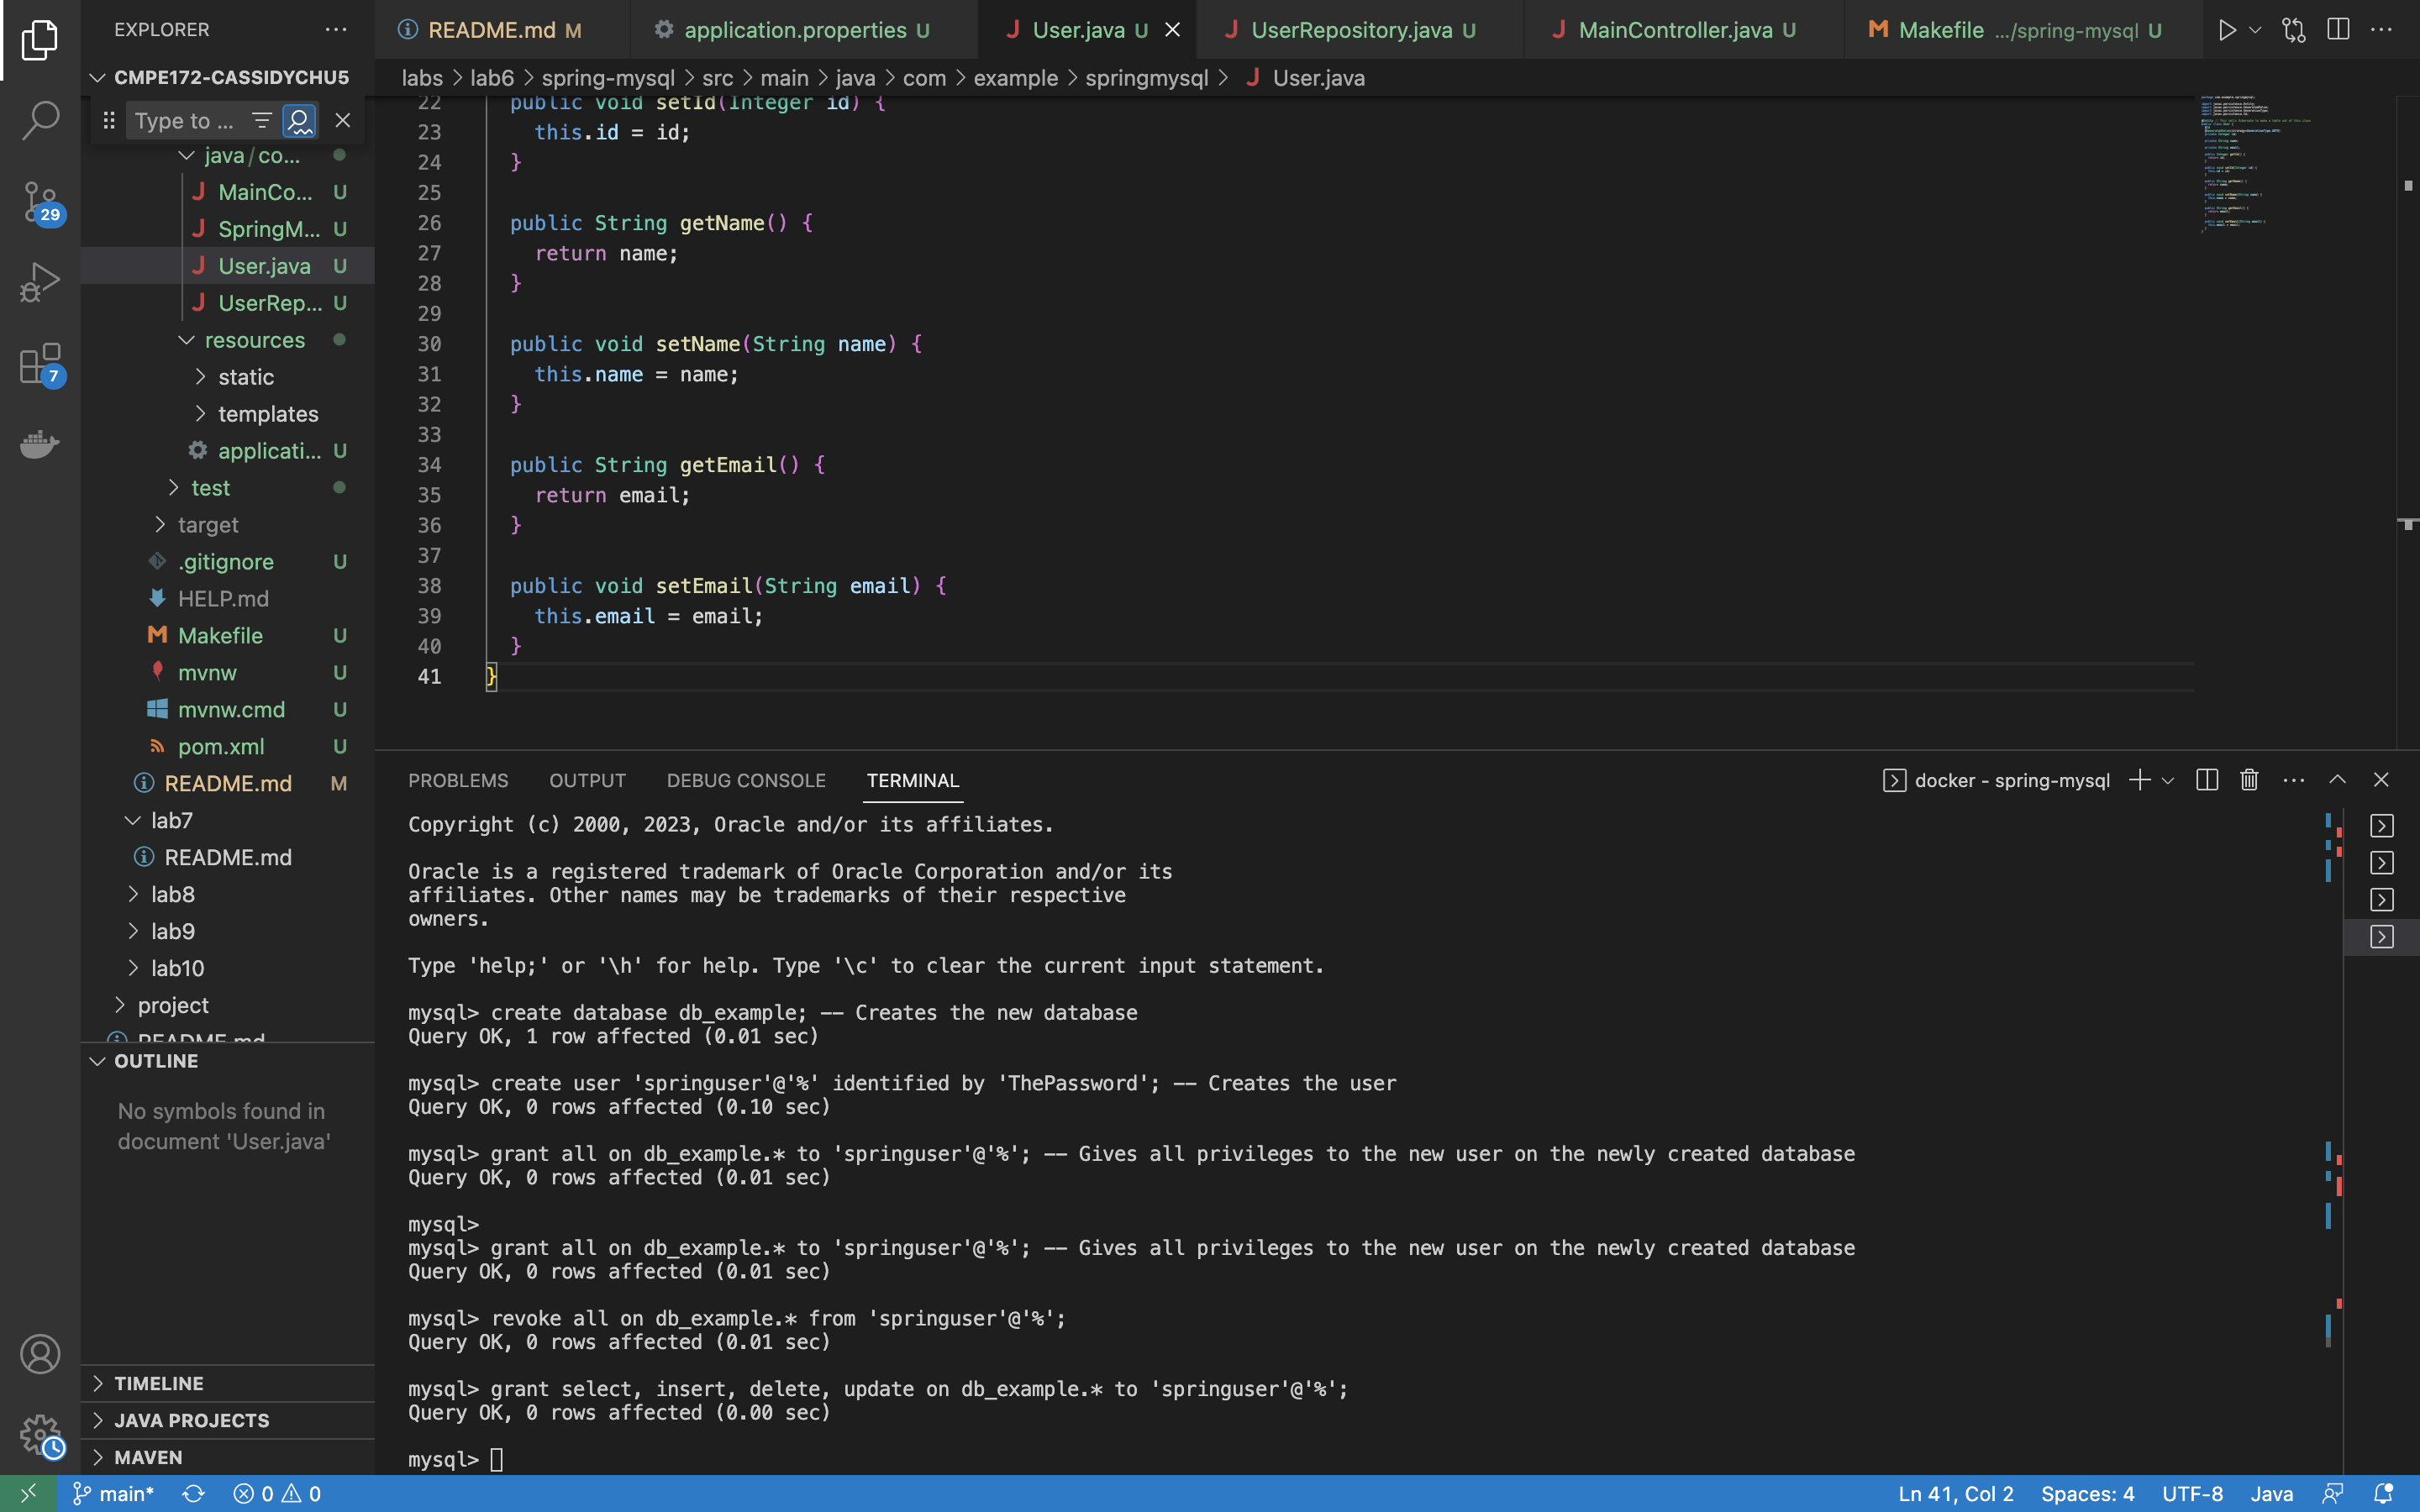 EXPLORER
CMPE172-CASSIDYCHU5
Type to ...
java/co...
MainCo... U
SpringM... U
User.java U
UserRep... U
resources
static
templates
applicati... U
test
target
.gitignore U
HELP.md
Makefile U
mvnw U
mvnw.cmd U
pom.xml U
README.md M
lab7
README.md
lab8
lab9
lab10
project
README.md
OUTLINE
No symbols found in
document 'User.java'
TIMELINE
JAVA PROJECTS
MAVEN
29
7
README.md M
application.properties U
User.java U
UserRepository.java U
MainController.java U
Makefile .../spring-mysql U
labs > lab6 > spring-mysql > src > main > java > com > example > springmysql > User.java
22 public void setId(Integer id) {
23 this.id = id;
24 }
25
26 public String getName() {
27 return name;
28 }
29
30 public void setName(String name) {
31 this.name = name;
32 }
33
34 public String getEmail() {
35 return email;
36 }
37
38 public void setEmail(String email) {
39 this.email = email;
40 }
41 }
PROBLEMS OUTPUT DEBUG CONSOLE TERMINAL
docker - spring-mysql
Copyright (c) 2000, 2023, Oracle and/or its affiliates.
Oracle is a registered trademark of Oracle Corporation and/or its
affiliates. Other names may be trademarks of their respective
owners.
Type 'help;' or '\h' for help. Type '\c' to clear the current input statement.
mysql> create database db_example; -- Creates the new database
Query OK, 1 row affected (0.01 sec)
mysql> create user 'springuser'@'%' identified by 'ThePassword'; -- Creates the user
Query OK, 0 rows affected (0.10 sec)
mysql> grant all on db_example.* to 'springuser'@'%'; -- Gives all privileges to the new user on the newly created database
Query OK, 0 rows affected (0.01 sec)
mysql>
mysql> grant all on db_example.* to 'springuser'@'%'; -- Gives all privileges to the new user on the newly created database
Query OK, 0 rows affected (0.01 sec)
mysql> revoke all on db_example.* from 'springuser'@'%';
Query OK, 0 rows affected (0.01 sec)
mysql> grant select, insert, delete, update on db_example.* to 'springuser'@'%';
Query OK, 0 rows affected (0.00 sec)
mysql>
main* 0 0
Ln 41, Col 2 Spaces: 4 UTF-8 Java